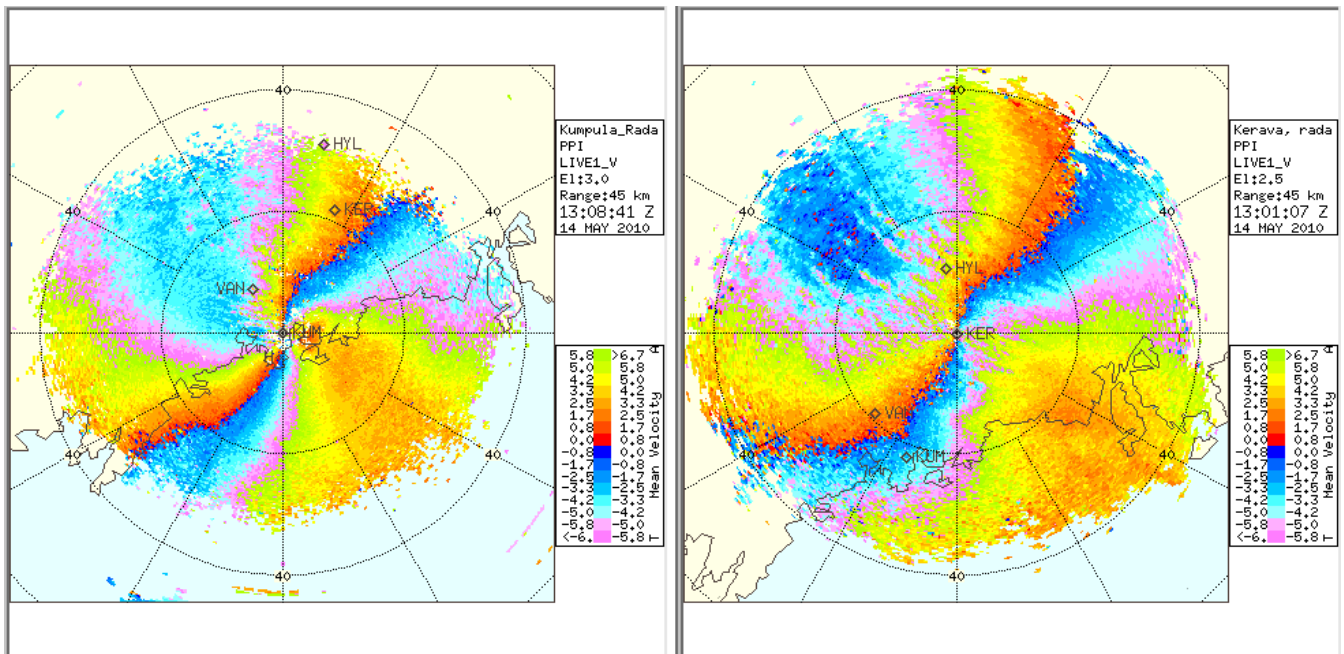 40
HYL
KER
40
40
VAN
KUM
40
40
40
Kumpula_Rada
PPI
LIVE1_V
El:3.0
Range:45 km
13:08:41 Z
14 MAY 2010
5.8 >6.7 A
5.0 5.8
4.2 5.0
3.3 4.2
2.5 3.3
1.7 2.5
0.8 1.7
0.0 0.8
-0.8 0.0
-1.7 -0.8
-2.5 -1.7
-3.3 -2.5
-4.2 -3.3
-5.0 -4.2
-5.8 -5.0
<-6. -5.8 T
Mean Velocity
40
40
40
HYL
KER
VAN
KUM
40
40
40
Kerava, rada
PPI
LIVE1_V
El:2.5
Range:45 km
13:01:07 Z
14 MAY 2010
5.8 >6.7 A
5.0 5.8
4.2 5.0
3.3 4.2
2.5 3.3
1.7 2.5
0.8 1.7
0.0 0.8
-0.8 0.0
-1.7 -0.8
-2.5 -1.7
-3.3 -2.5
-4.2 -3.3
-5.0 -4.2
-5.8 -5.0
<-6. -5.8 T
Mean Velocity